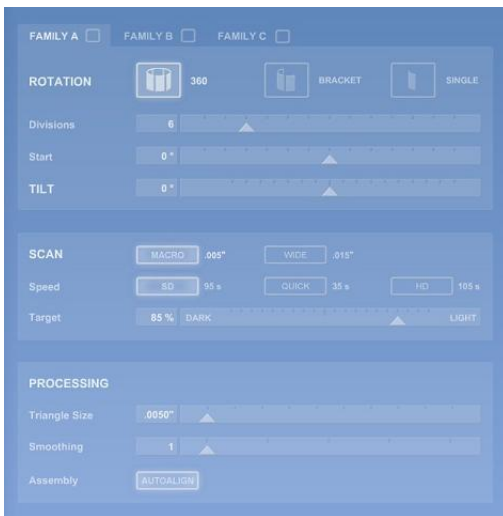 FAMILY A FAMILY B FAMILY C
ROTATION 360 BRACKET SINGLE
Divisions 6
Start 0 °
TILT 0 °
SCAN MACRO .005" WIDE .015"
Speed SD 95 s QUICK 35 s HD 105 s
Target 85 % DARK LIGHT
PROCESSING
Triangle Size .0050"
Smoothing 1
Assembly AUTOALIGN